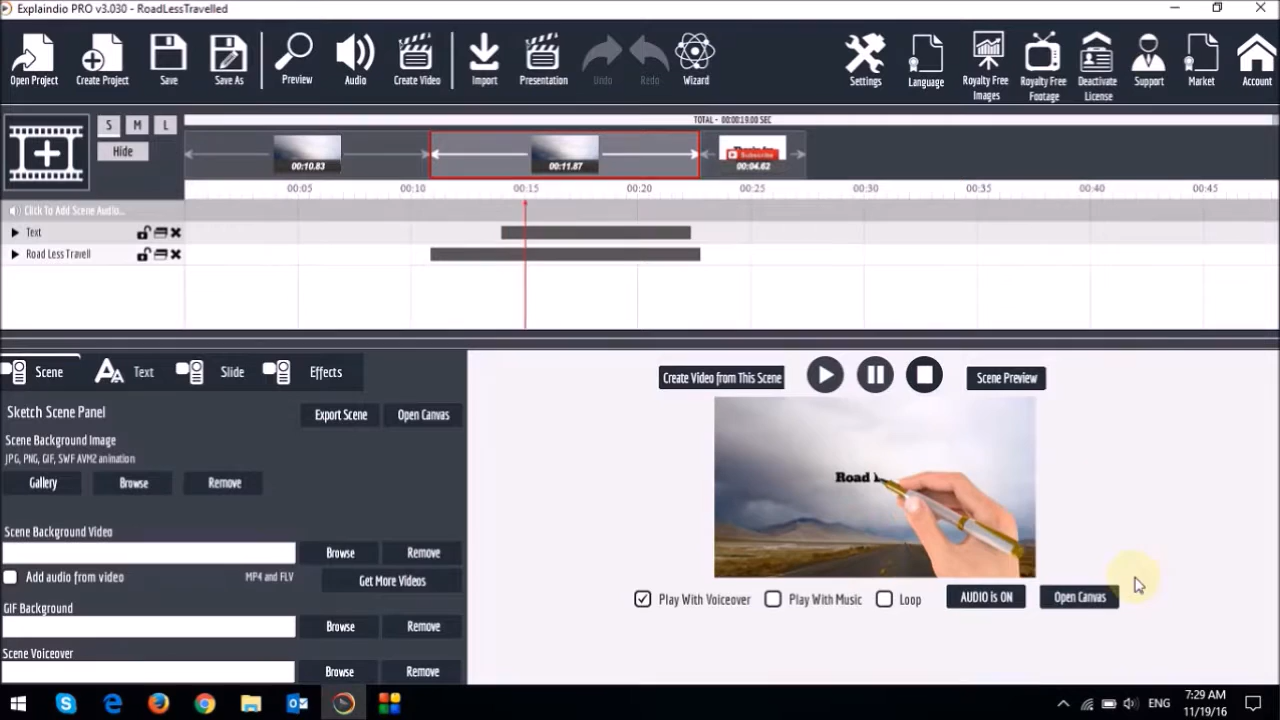 Explaindio PRO v3.030 - RoadLessTravelled
Open Project
Create Project
Save
Save As
Preview
Audio
Create Video
Import
Presentation
Undo
Redo
Wizard
Settings
Language
Royalty Free
Images
Royalty Free
Footage
Deactivate
License
Support
Market
Account
S M L
Hide
TOTAL - 00:00:19.00 SEC
00:10.83
00:11.87
Subscribe
00:04.62
00:05 00:10 00:15 00:20 00:25 00:30 00:35 00:40 00:45
Click To Add Scene Audio...
Text
Road Less Travell
Scene
Text
Slide
Effects
Sketch Scene Panel
Export Scene
Open Canvas
Scene Background Image
JPG, PNG, GIF, SWF AVM2 animation
Gallery
Browse
Remove
Scene Background Video
Browse
Remove
Add audio from video
MP4 and FLV
Get More Videos
GIF Background
Browse
Remove
Scene Voiceover
Browse
Remove
Create Video from This Scene
Scene Preview
Road
Play With Voiceover
Play With Music
Loop
AUDIO is ON
Open Canvas
ENG
7:29 AM
11/19/16